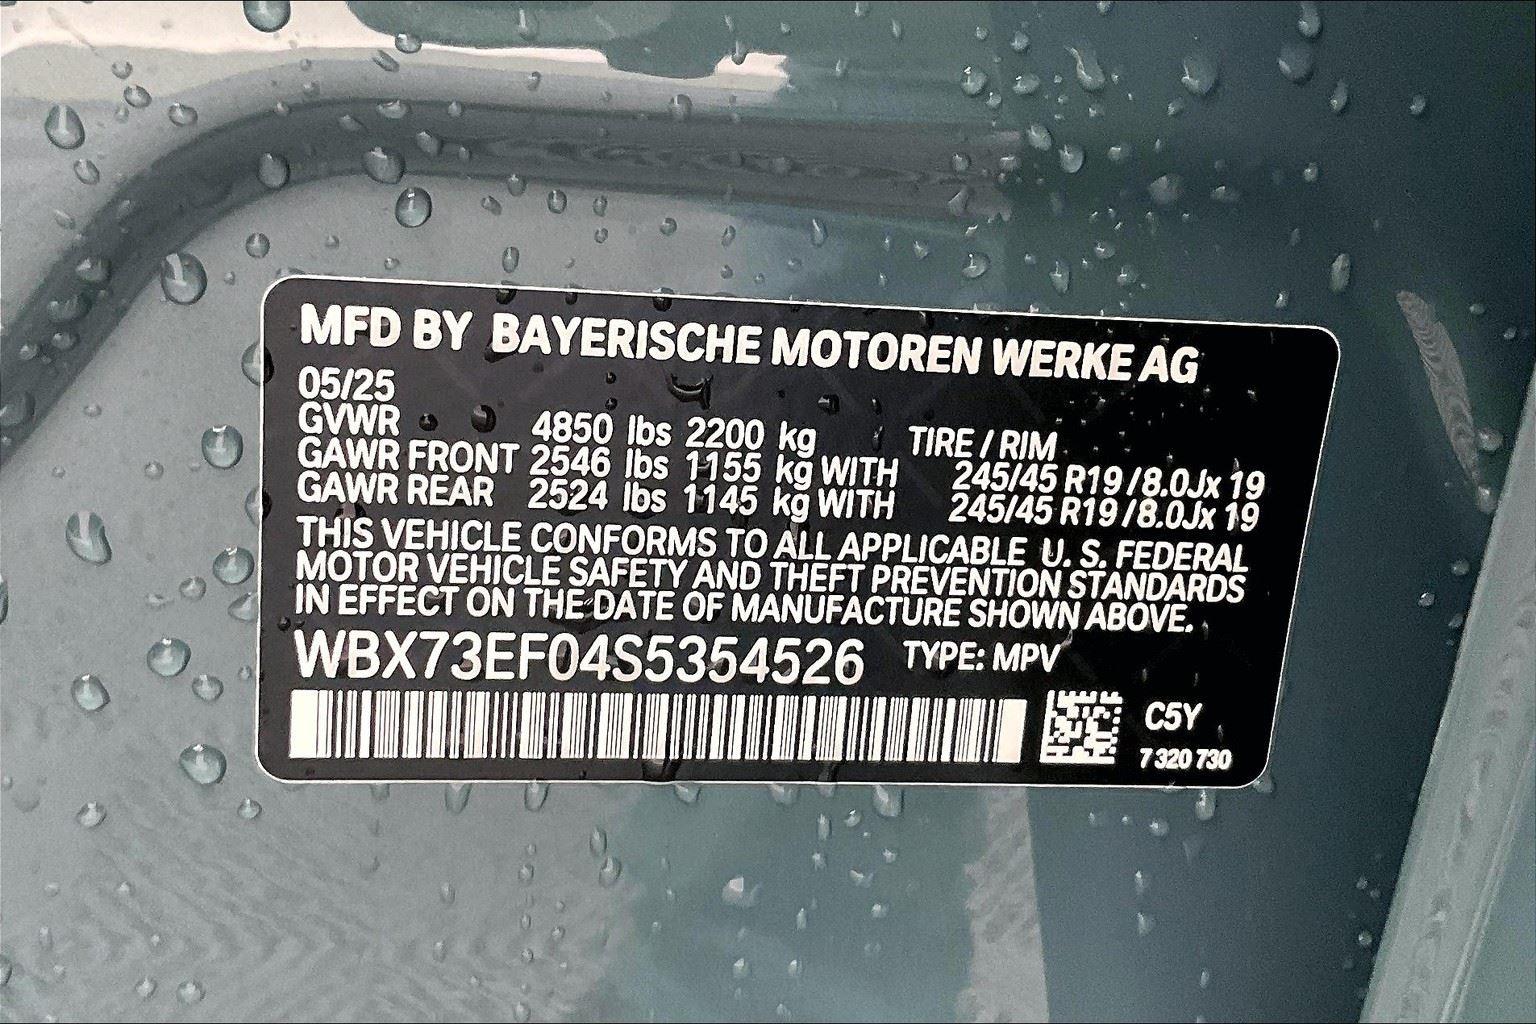 MFD BY BAYERISCHE MOTOREN WERKE AG
05/25
GVWR 4850 lbs 2200 kg TIRE / RIM
GAWR FRONT 2546 lbs 1155 kg WITH 245/45 R19 / 8.0Jx 19
GAWR REAR 2524 lbs 1145 kg WITH 245/45 R19 / 8.0Jx 19
THIS VEHICLE CONFORMS TO ALL APPLICABLE U. S. FEDERAL
MOTOR VEHICLE SAFETY AND THEFT PREVENTION STANDARDS
IN EFFECT ON THE DATE OF MANUFACTURE SHOWN ABOVE.
WBX73EF04S5354526 TYPE: MPV
C5Y
7 320 730